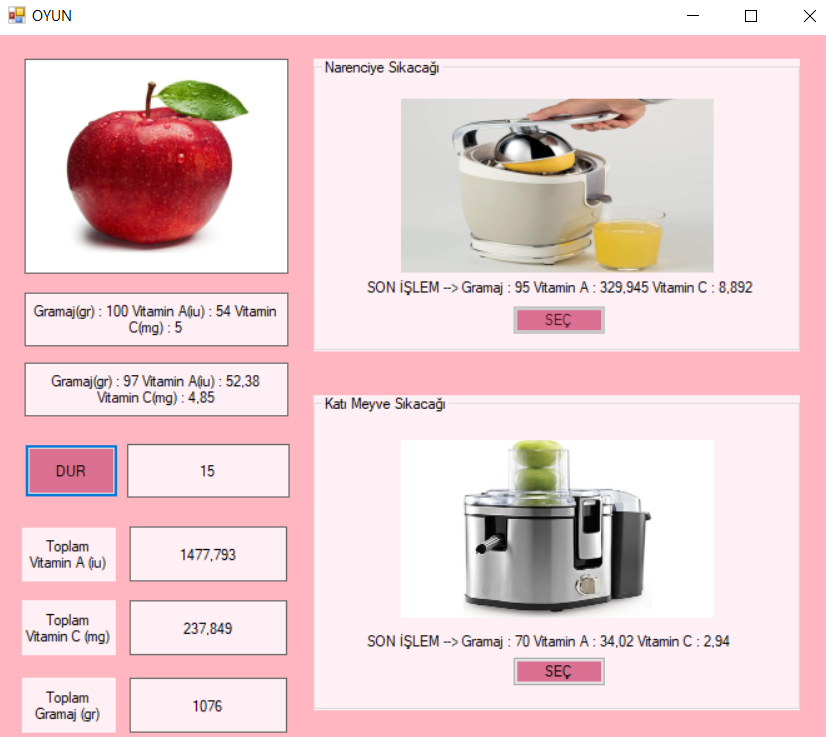 OYUN
Gramaj(gr) : 100 Vitamin A(iu) : 54 Vitamin
C(mg) : 5
Gramaj(gr) : 97 Vitamin A(iu) : 52,38
Vitamin C(mg) : 4,85
DUR
15
Toplam
Vitamin A (iu)
1477,793
Toplam
Vitamin C (mg)
237,849
Toplam
Gramaj (gr)
1076
Narenciye Sıkacağı
SON İŞLEM --> Gramaj : 95 Vitamin A : 329,945 Vitamin C : 8,892
SEÇ
Katı Meyve Sıkacağı
SON İŞLEM --> Gramaj : 70 Vitamin A : 34,02 Vitamin C : 2,94
SEÇ